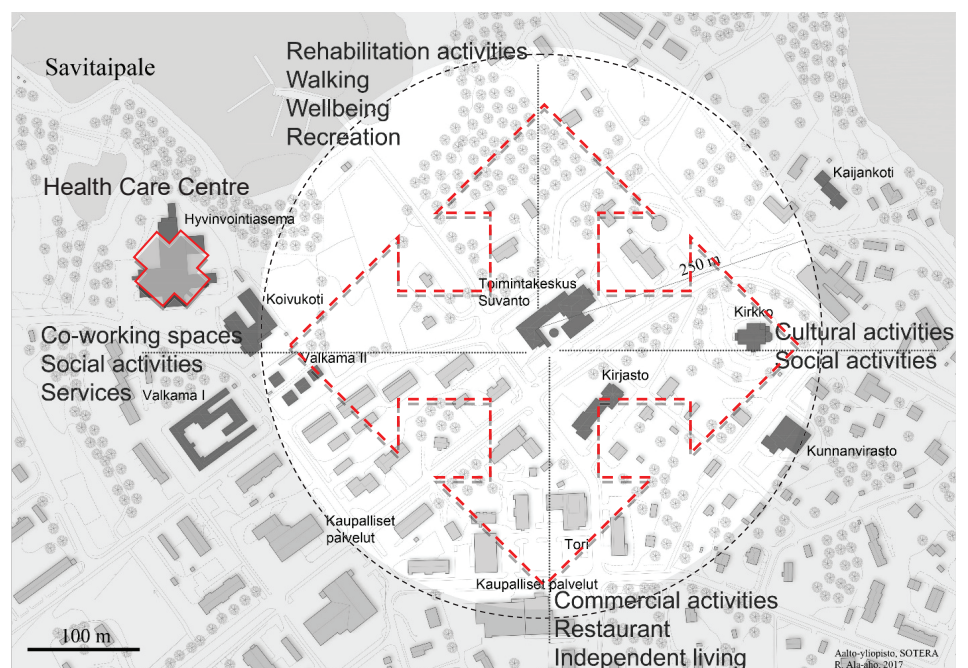 Savitaipale
Rehabilitation activities
Walking
Wellbeing
Recreation
Health Care Centre
Hyvinvointiasema
Kaijankoti
250 m
Toimintakeskus
Suvanto
Koivukoti
Kirkko
Co-working spaces
Social activities
Services
Cultural activities
Social activities
Valkama II
Valkama I
Kirjasto
Kunnanvirasto
Kaupalliset
palvelut
Tori
Kaupalliset palvelut
Commercial activities
Restaurant
Independent living
100 m
Aalto-yliopisto, SOTERA
R. Ala-aho, 2017